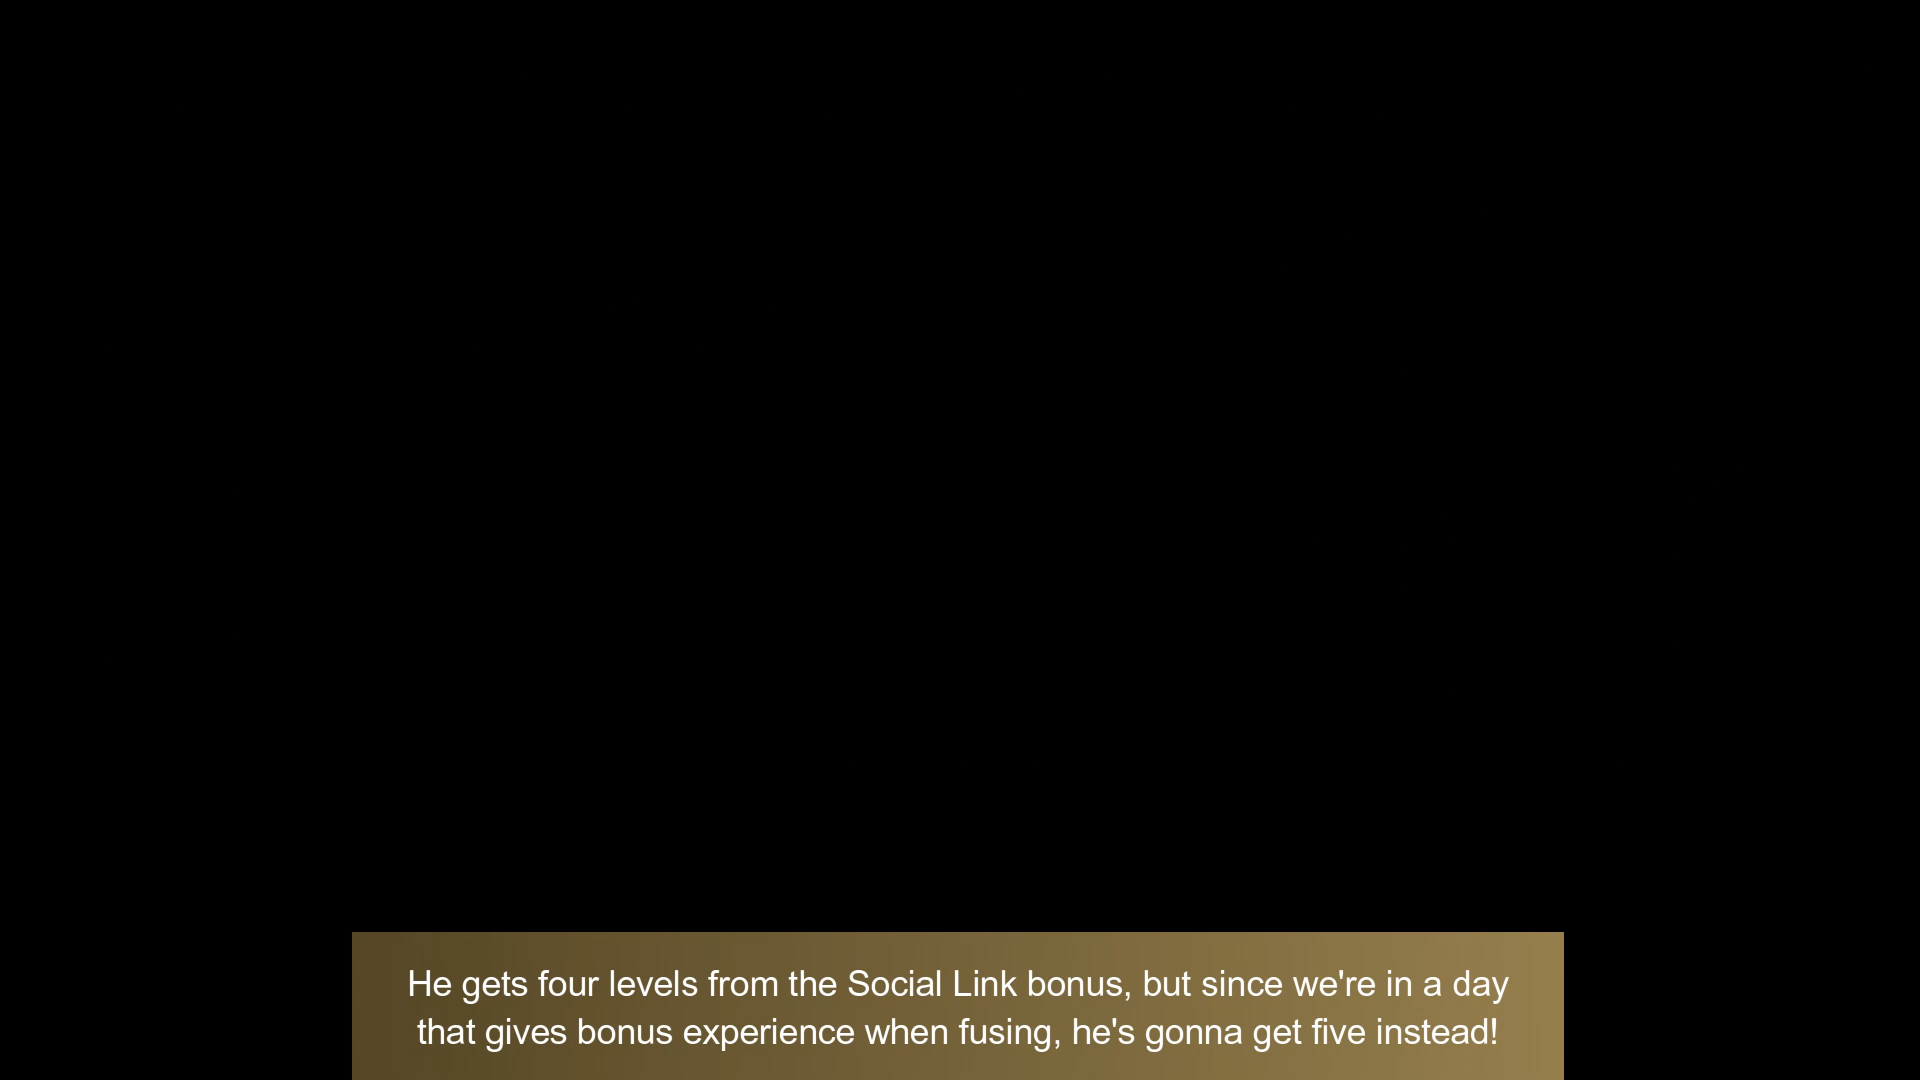 He gets four levels from the Social Link bonus, but since we're in a day
that gives bonus experience when fusing, he's gonna get five instead!